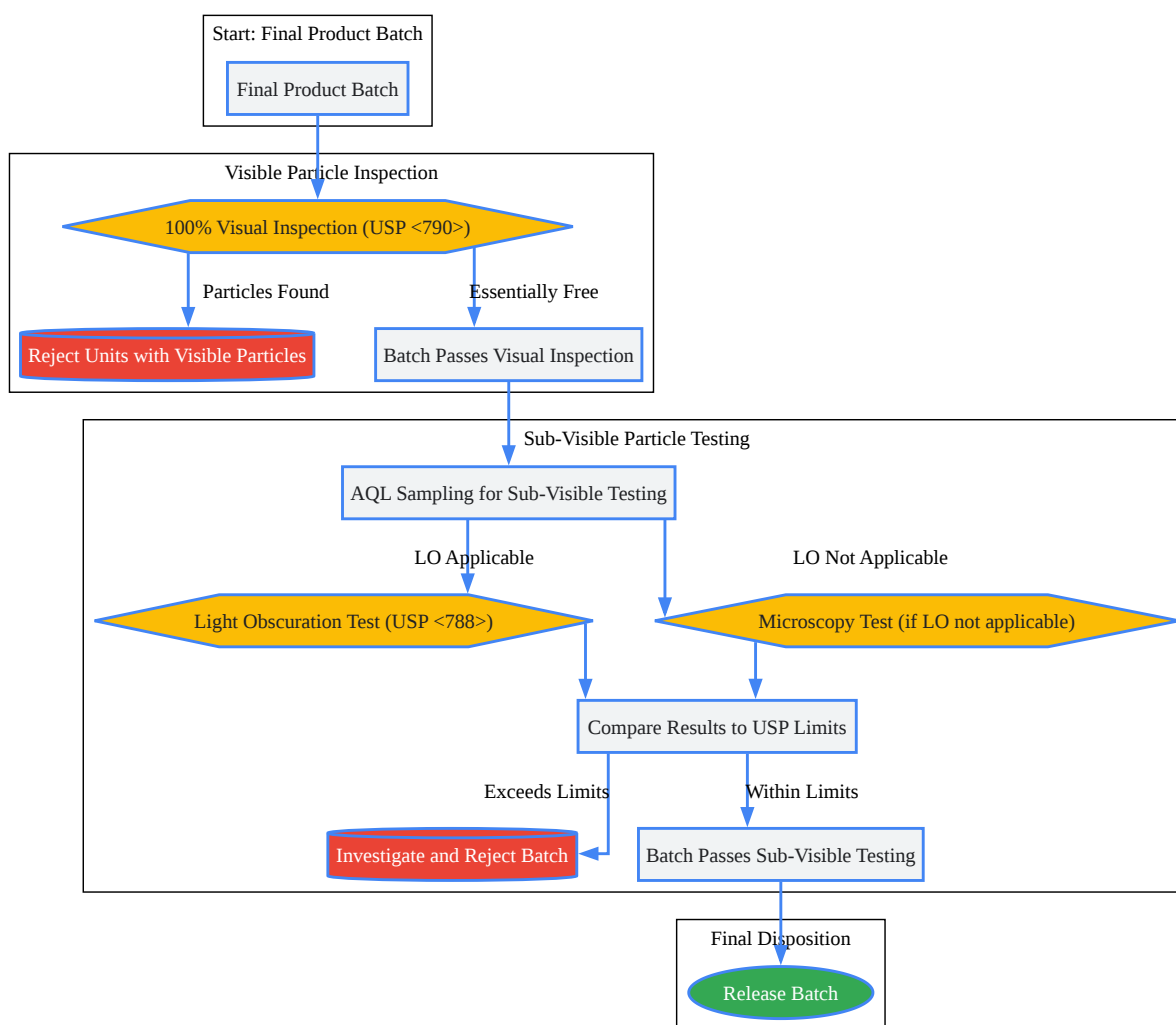 Start: Final Product Batch
Final Product Batch
Visible Particle Inspection
100% Visual Inspection (USP <790>)
Particles Found
Essentially Free
Reject Units with Visible Particles
Batch Passes Visual Inspection
Sub-Visible Particle Testing
AQL Sampling for Sub-Visible Testing
LO Applicable
LO Not Applicable
Light Obscuration Test (USP <788>)
Microscopy Test (if LO not applicable)
Compare Results to USP Limits
Exceeds Limits
Within Limits
Investigate and Reject Batch
Batch Passes Sub-Visible Testing
Final Disposition
Release Batch